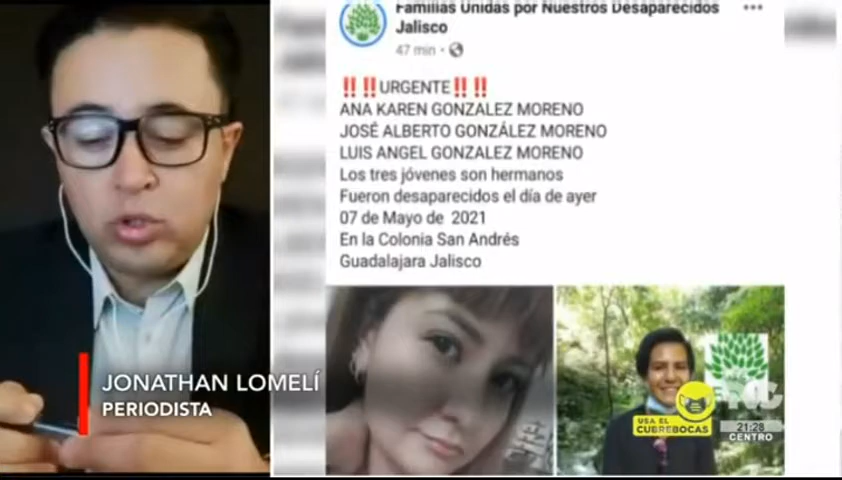 Familias Unidas por Nuestros Desaparecidos
Jalisco
47 min
‼️‼️URGENTE‼️‼️
ANA KAREN GONZALEZ MORENO
JOSÉ ALBERTO GONZÁLEZ MORENO
LUIS ANGEL GONZALEZ MORENO
Los tres jóvenes son hermanos
Fueron desaparecidos el día de ayer
07 de Mayo de 2021
En la Colonia San Andrés
Guadalajara Jalisco
JONATHAN LOMELÍ
PERIODISTA
USA EL
CUBREBOCAS
21:28
CENTRO